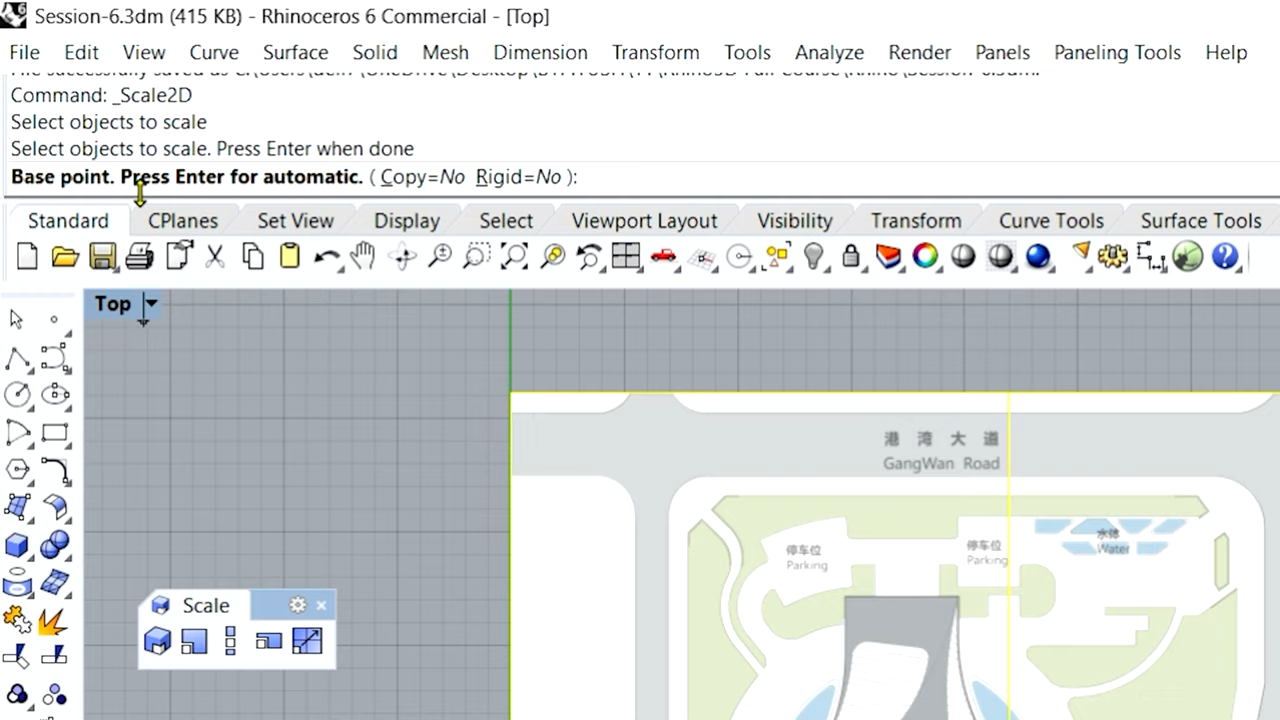 Session-6.3dm (415 KB) - Rhinoceros 6 Commercial - [Top]
File Edit View Curve Surface Solid Mesh Dimension Transform Tools Analyze Render Panels Paneling Tools Help
Command: _Scale2D
Select objects to scale
Select objects to scale. Press Enter when done
Base point. Press Enter for automatic. ( Copy=No Rigid=No ):
Standard CPlanes Set View Display Select Viewport Layout Visibility Transform Curve Tools Surface Tools
Top
港 湾 大 道
GangWan Road
停车位
Parking
停车位
Parking
水体
Water
Scale